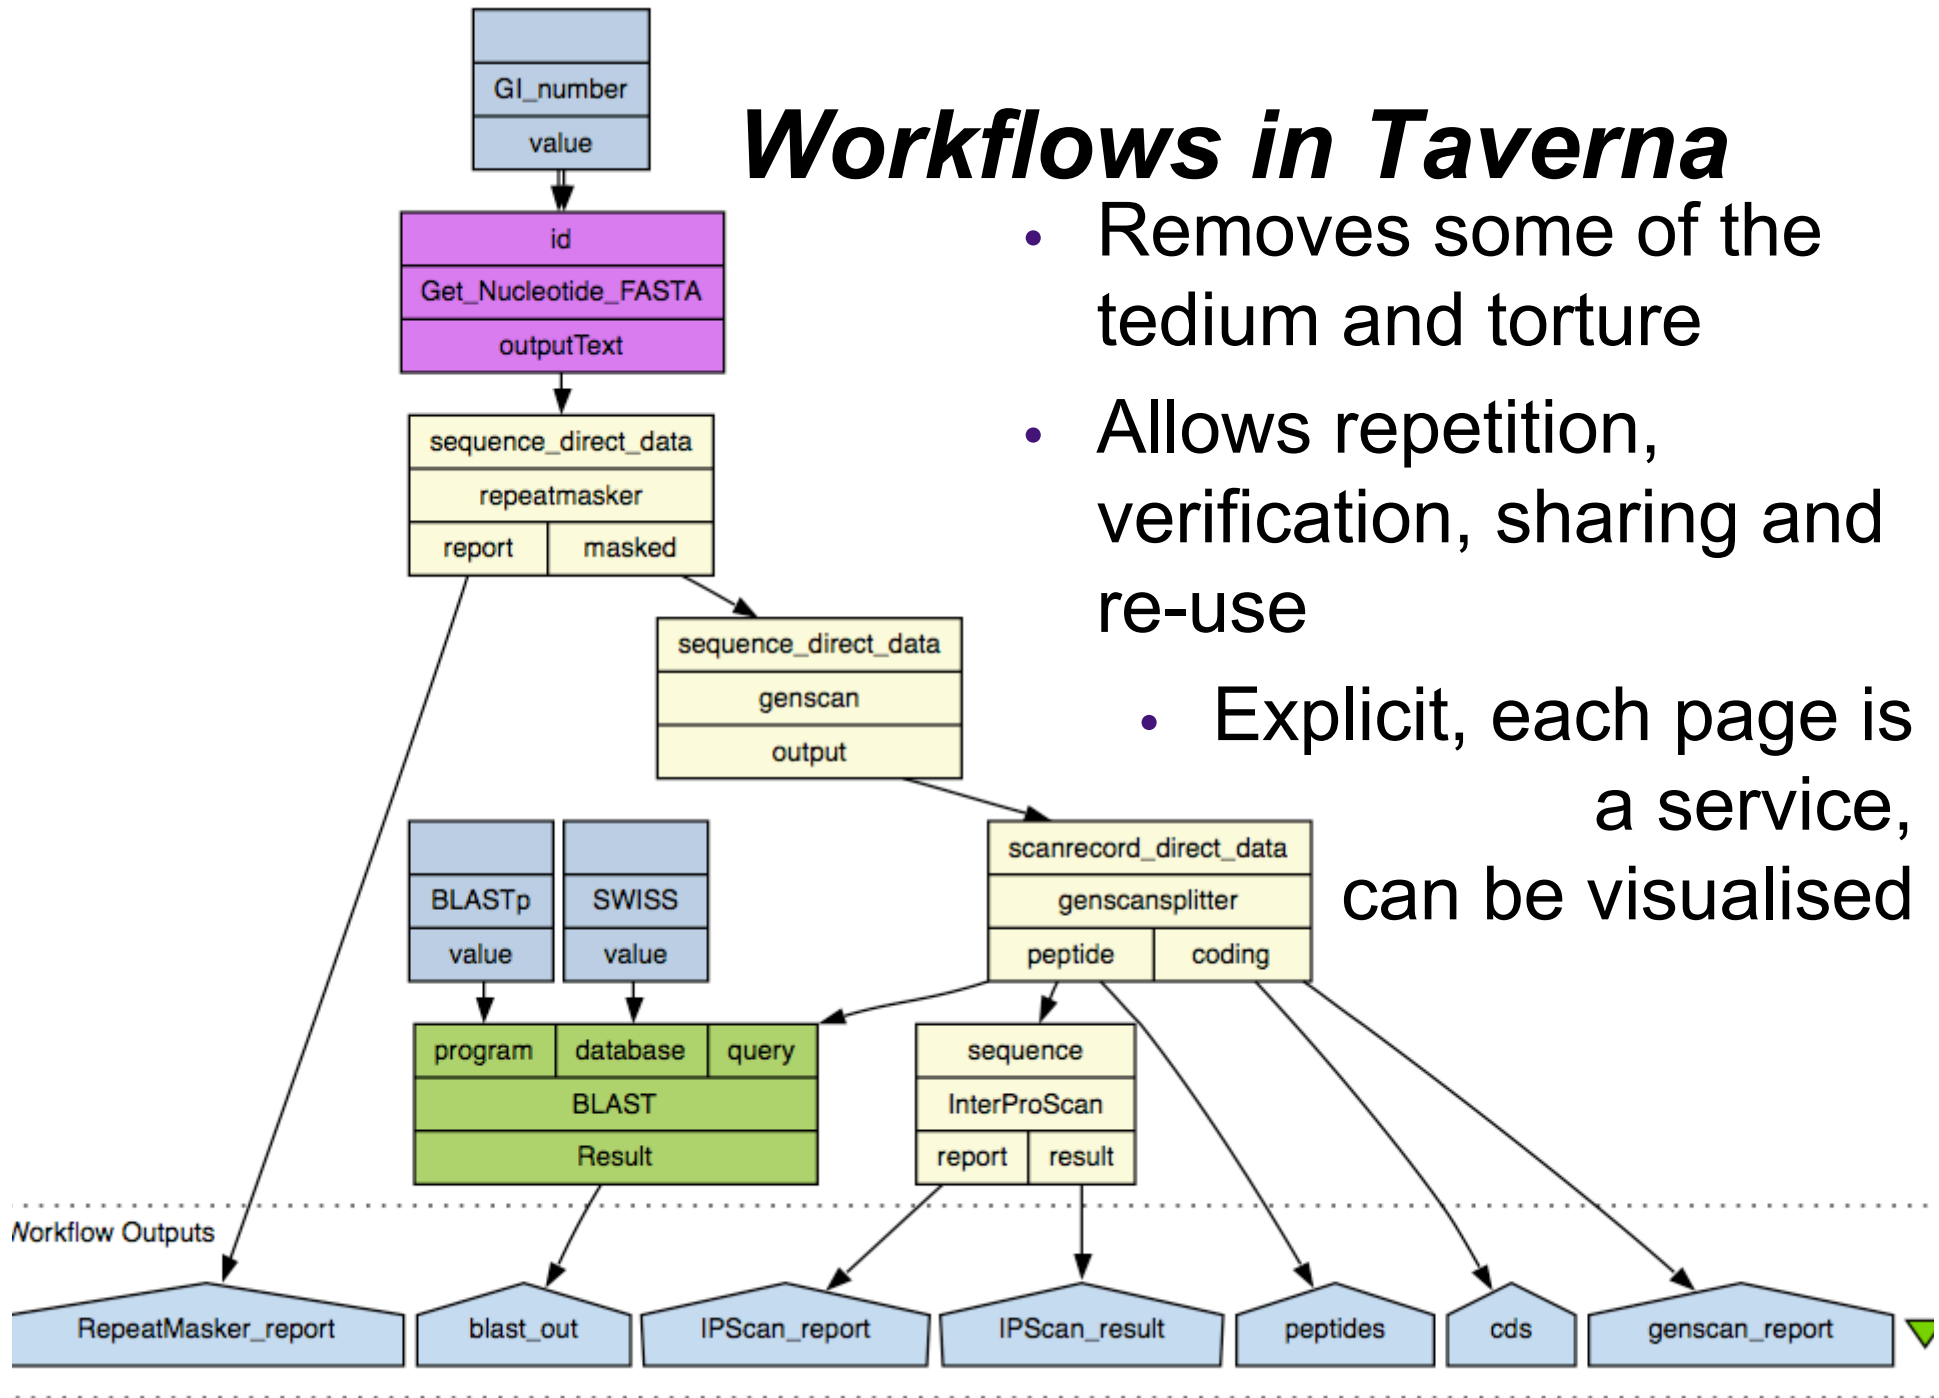 GI_number
value
Workflows in Taverna
id
Get_Nucleotide_FASTA
outputText
• Removes some of the
tedium and torture
• Allows repetition,
verification, sharing and
re-use
• Explicit, each page is
a service,
can be visualised
sequence_direct_data
repeatmasker
report masked
sequence_direct_data
genscan
output
BLASTp
value
SWISS
value
scanrecord_direct_data
genscansplitter
peptide coding
program database query
BLAST
Result
sequence
InterProScan
report result
Workflow Outputs
RepeatMasker_report
blast_out
IPScan_report
IPScan_result
peptides
cds
genscan_report